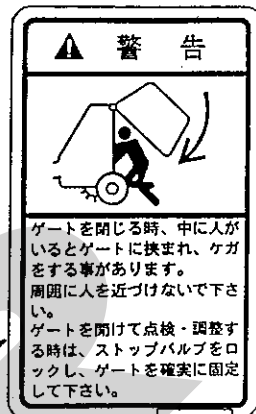 警 告
ゲートを閉じる時、中に人が
いるとゲートに挟まれ、ケガ
をする事があります。
周囲に人を近づけないで下さ
い。
ゲートを開けて点検・調整す
る時は、ストップバルブをロ
ックし、ゲートを確実に固定
して下さい。